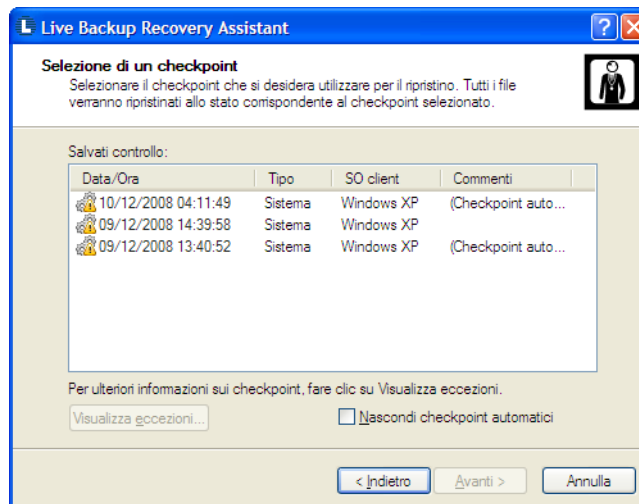 Live Backup Recovery Assistant
Selezione di un checkpoint
Selezionare il checkpoint che si desidera utilizzare per il ripristino. Tutti i file
verranno ripristinati allo stato corrispondente al checkpoint selezionato.
Salvati controllo:
Data/Ora Tipo SO client Commenti
10/12/2008 04:11:49 Sistema Windows XP (Checkpoint auto...
09/12/2008 14:39:58 Sistema Windows XP
09/12/2008 13:40:52 Sistema Windows XP (Checkpoint auto...
Per ulteriori informazioni sui checkpoint, fare clic su Visualizza eccezioni.
Visualizza eccezioni... Nascondi checkpoint automatici
< Indietro Avanti > Annulla